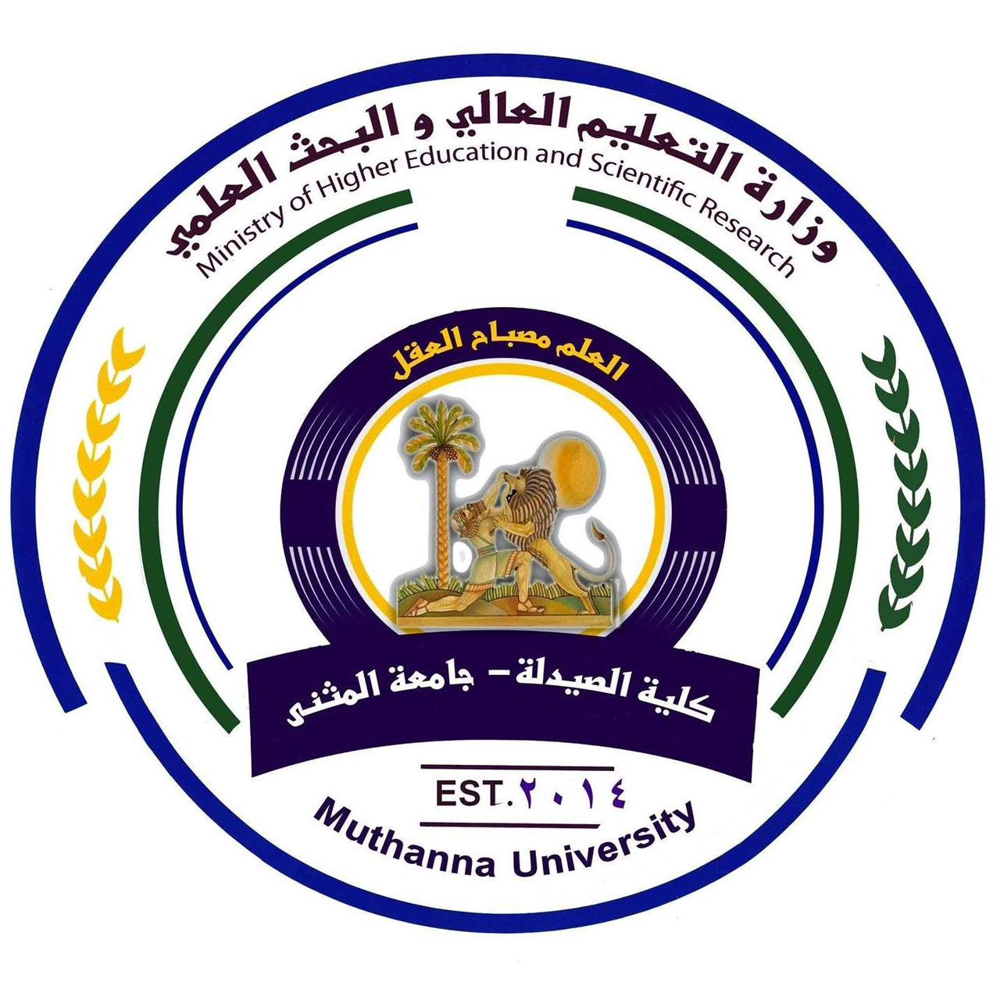 وزارة التعليم العالي و البحث العلمي
Ministry of Higher Education and Scientific Research
العلم مصباح العقل
كلية الصيدلة - جامعة المثنى
EST. ٢٠١٤
Muthanna University